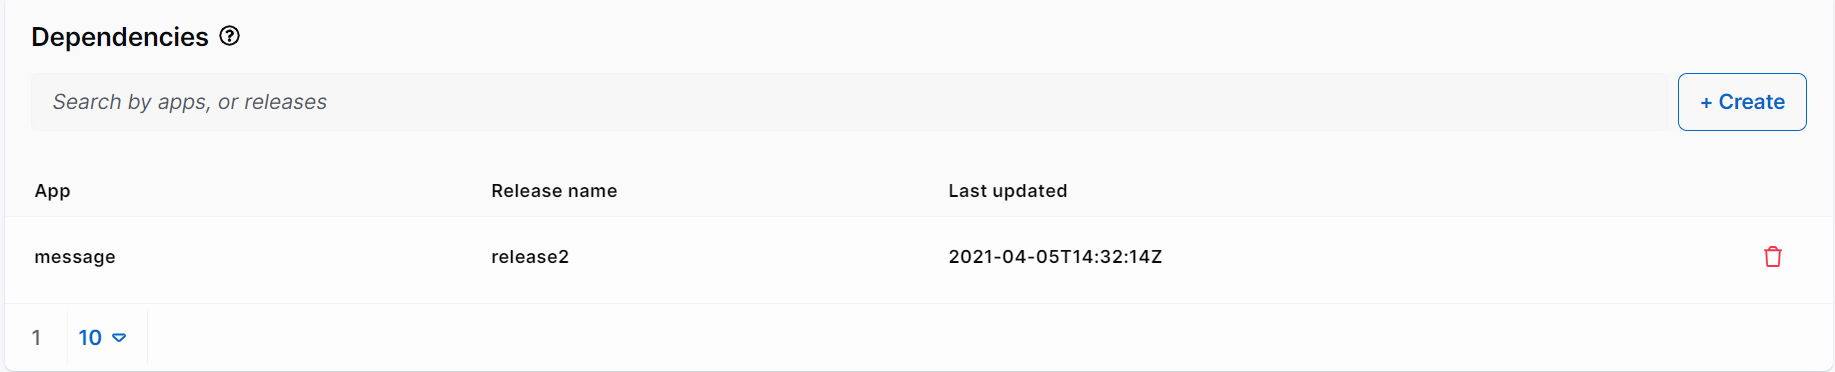 Dependencies
Search by apps, or releases
+ Create
App Release name Last updated
message release2 2021-04-05T14:32:14Z
1 10